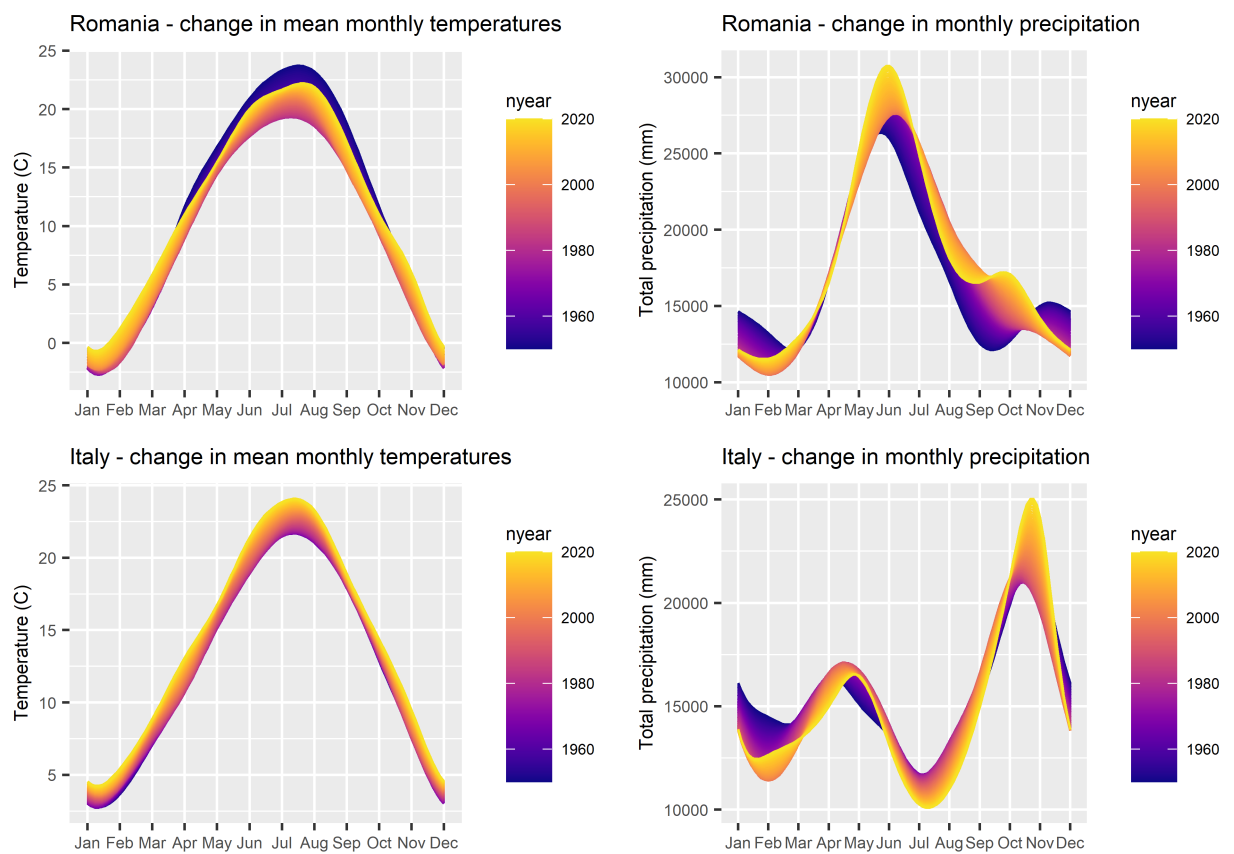 Romania - change in mean monthly temperatures
25
20
15
10
5
0
Temperature (C)
Jan Feb Mar Apr May Jun Jul Aug Sep Oct Nov Dec
nyear
2020
2000
1980
1960
Romania - change in monthly precipitation
30000
25000
20000
15000
10000
Total precipitation (mm)
Jan Feb Mar Apr May Jun Jul Aug Sep Oct Nov Dec
nyear
2020
2000
1980
1960
Italy - change in mean monthly temperatures
25
20
15
10
5
Temperature (C)
Jan Feb Mar Apr May Jun Jul Aug Sep Oct Nov Dec
nyear
2020
2000
1980
1960
Italy - change in monthly precipitation
25000
20000
15000
10000
Total precipitation (mm)
Jan Feb Mar Apr May Jun Jul Aug Sep Oct Nov Dec
nyear
2020
2000
1980
1960